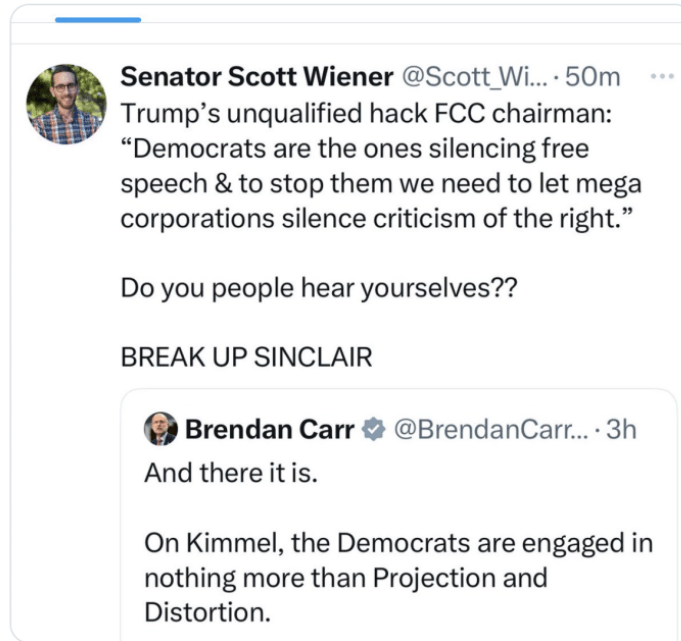 Senator Scott Wiener @Scott_Wi... · 50m ...
Trump’s unqualified hack FCC chairman:
“Democrats are the ones silencing free
speech & to stop them we need to let mega
corporations silence criticism of the right.”
Do you people hear yourselves??
BREAK UP SINCLAIR
Brendan Carr @BrendanCarr... · 3h
And there it is.
On Kimmel, the Democrats are engaged in
nothing more than Projection and
Distortion.